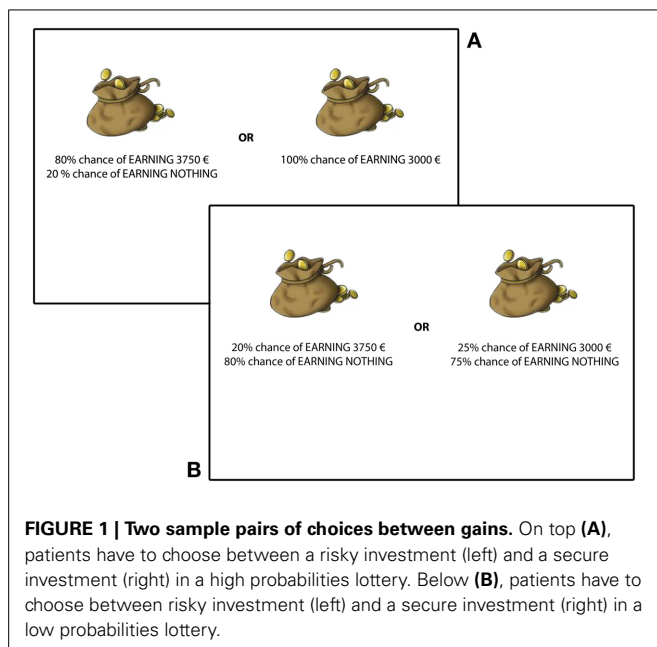 A
OR
80% chance of EARNING 3750 €
20 % chance of EARNING NOTHING
100% chance of EARNING 3000 €
OR
20% chance of EARNING 3750 €
80% chance of EARNING NOTHING
25% chance of EARNING 3000 €
75% chance of EARNING NOTHING
B
FIGURE 1 | Two sample pairs of choices between gains. On top (A),
patients have to choose between a risky investment (left) and a secure
investment (right) in a high probabilities lottery. Below (B), patients have to
choose between risky investment (left) and a secure investment (right) in a
low probabilities lottery.